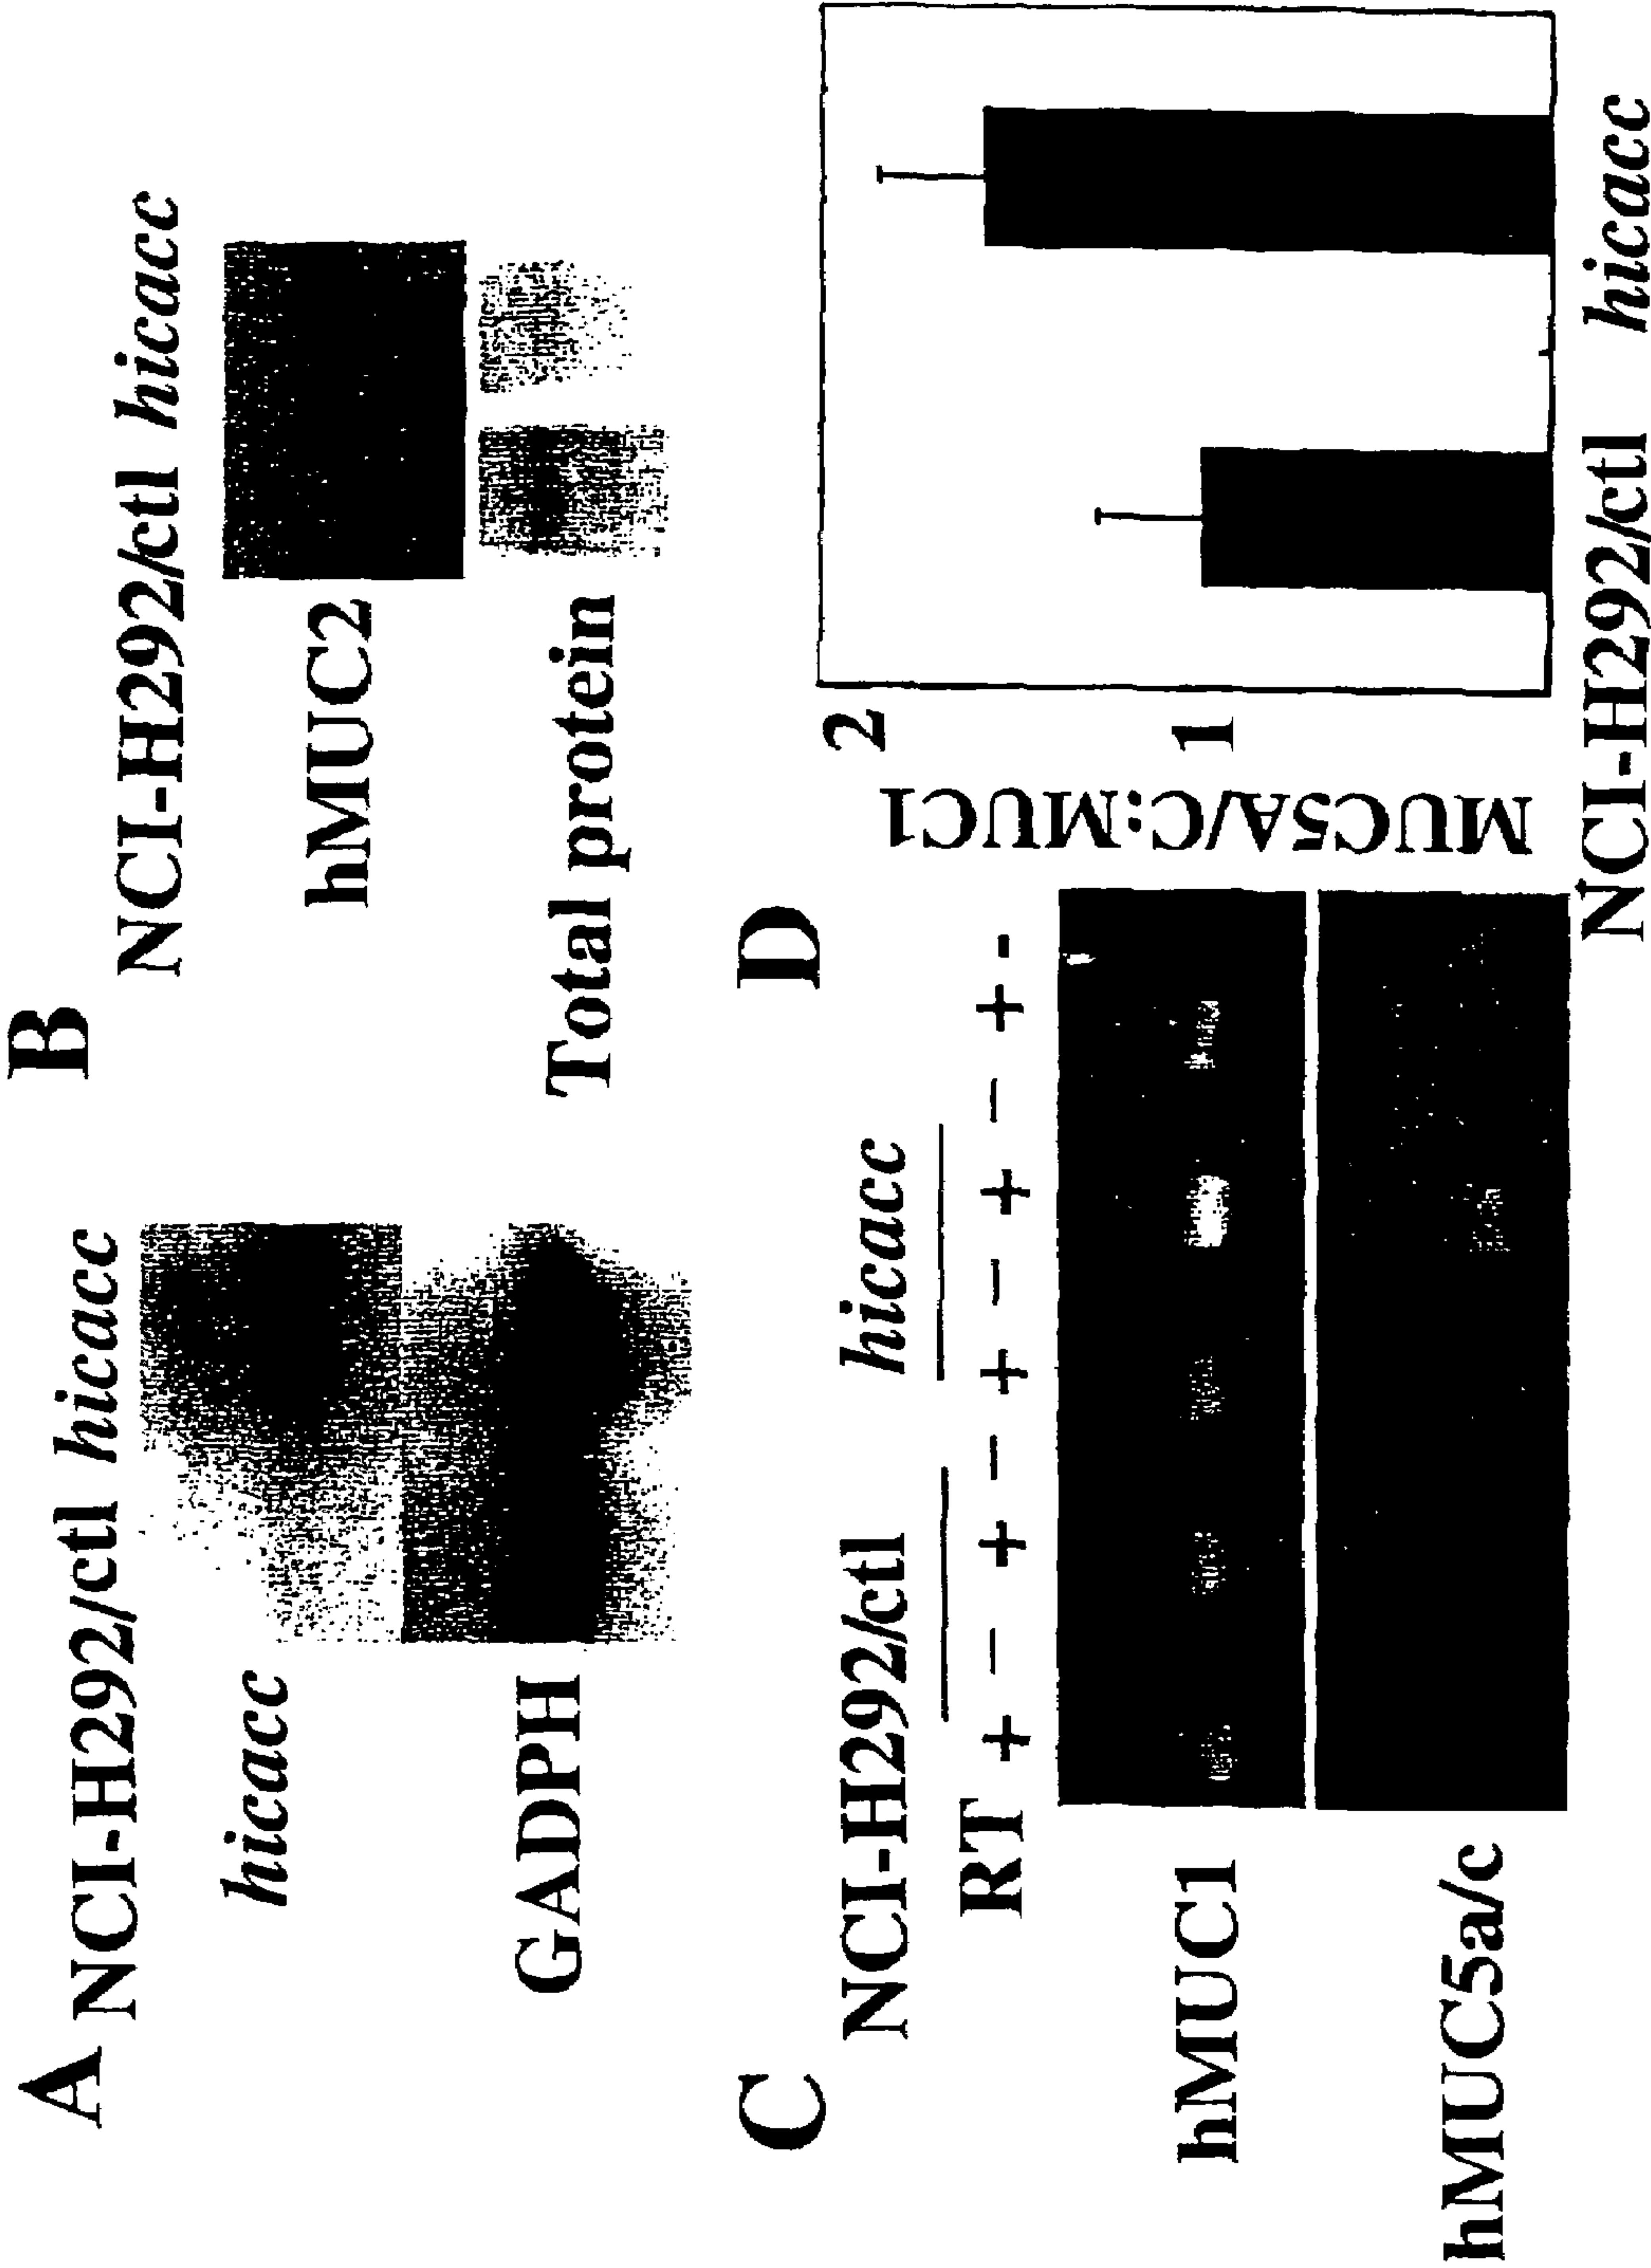 A
NCI-H292/ctl hicacc
hicacc
GADPH
B
NCI-H292/ctl hicacc
hMUC2
Total protein
C
NCI-H292/ctl hicacc
RT + – + – + – + – + -
hMUC1
hMUC5a/c
D
2
1
MUC5A/C:MUC1
NCI-H292/ctl hicacc